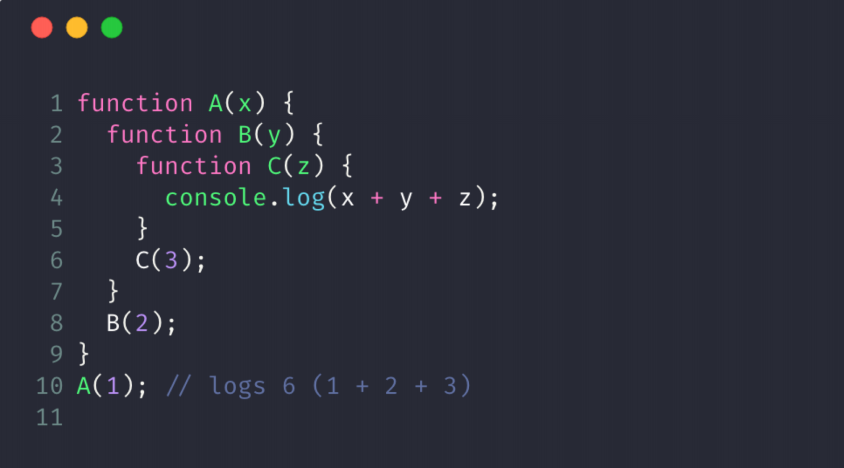 1 function A(x) {
2   function B(y) {
3     function C(z) {
4       console.log(x + y + z);
5     }
6     C(3);
7   }
8   B(2);
9 }
10 A(1); // logs 6 (1 + 2 + 3)
11